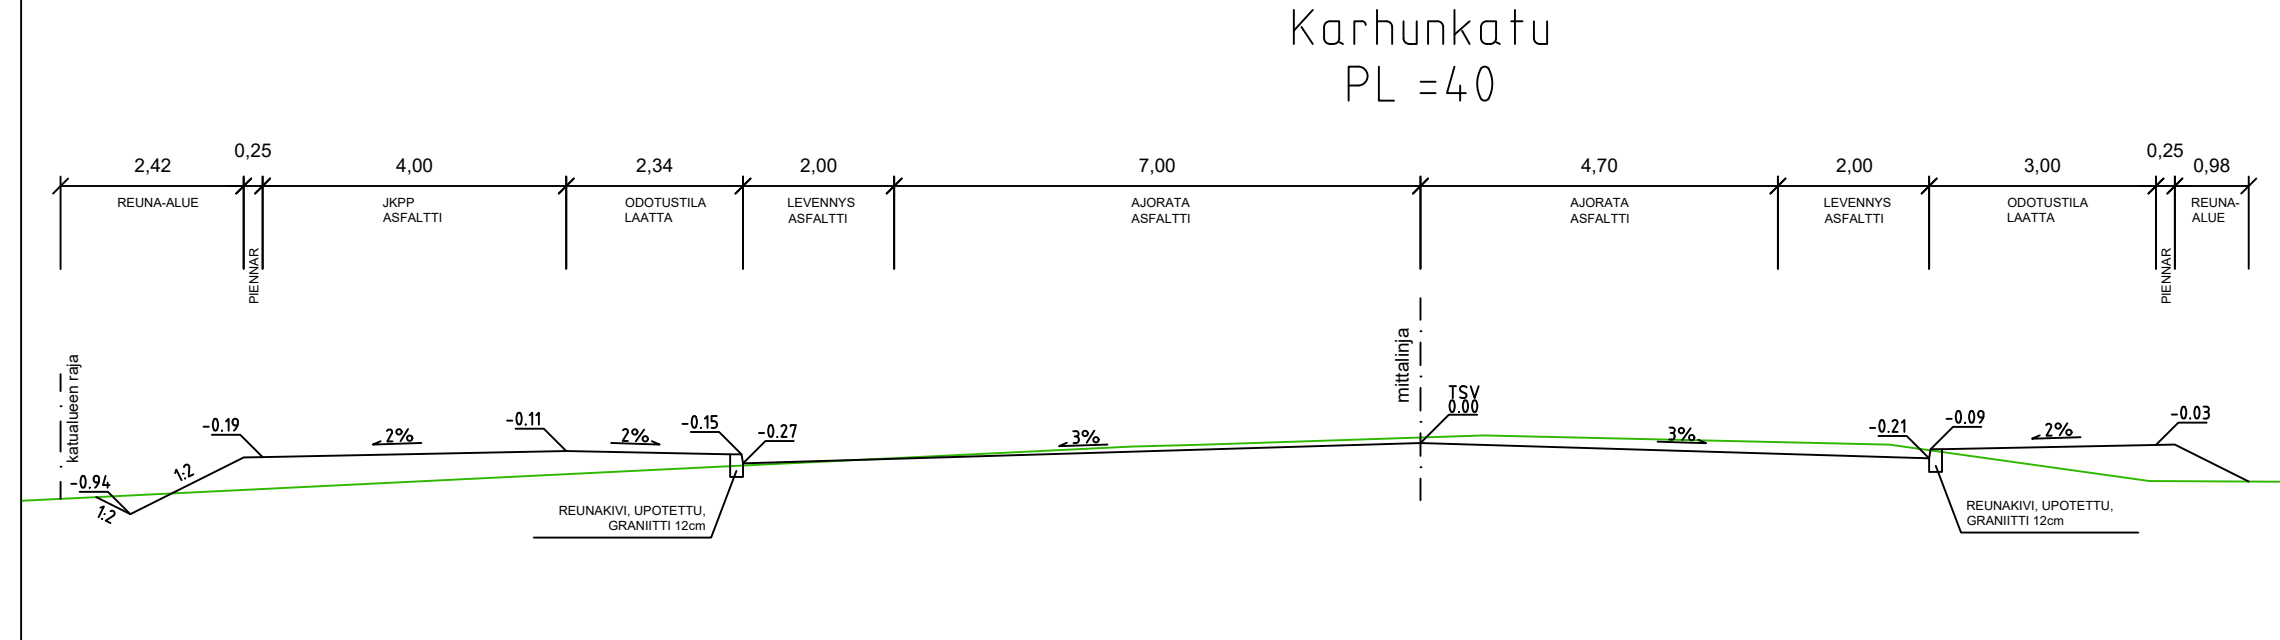 Karhunkatu
PL =40
2,42
0,25
4,00
2,34
2,00
7,00
4,70
2,00
3,00
0,25
0,98
REUNA-ALUE
PIENNAR
JKPP
ASFALTTI
ODOTUSTILA
LAATTA
LEVENNYS
ASFALTTI
AJORATA
ASFALTTI
AJORATA
ASFALTTI
LEVENNYS
ASFALTTI
ODOTUSTILA
LAATTA
PIENNAR
REUNA-
ALUE
katualueen raja
mittalinja
-0.94
1:2
1:2
-0.19
2%
-0.11
2%
-0.15
-0.27
3%
TSV
0.00
3%
-0.21
-0.09
2%
-0.03
REUNAKIVI, UPOTETTU,
GRANIITTI 12cm
REUNAKIVI, UPOTETTU,
GRANIITTI 12cm